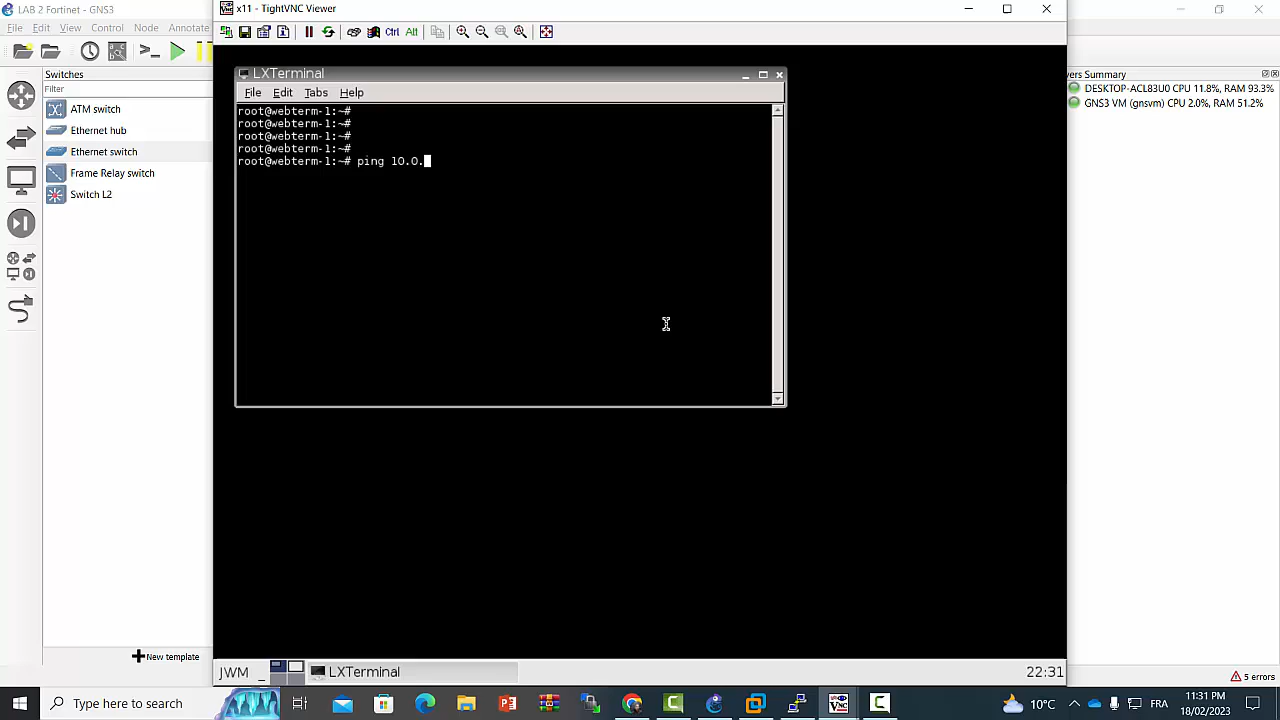 LAB 2 Fortinet - GNS3
File Edit View Control Node Annotate
Switches
Filter
ATM switch
Ethernet hub
Ethernet switch
Frame Relay switch
Switch L2
New template
x11 - TightVNC Viewer
Ctrl Alt
LXTerminal
File Edit Tabs Help
root@webterm-1:~#
root@webterm-1:~#
root@webterm-1:~#
root@webterm-1:~#
root@webterm-1:~# ping 10.0.
JWM
LXTerminal
22:31
ers Summary
DESKTOP-ACL83U0 CPU 11.8%, RAM 93.3%
GNS3 VM (gnsvm) CPU 2.0%, RAM 51.2%
5 errors
Type here to search
10°C
FRA
11:31 PM
18/02/2023